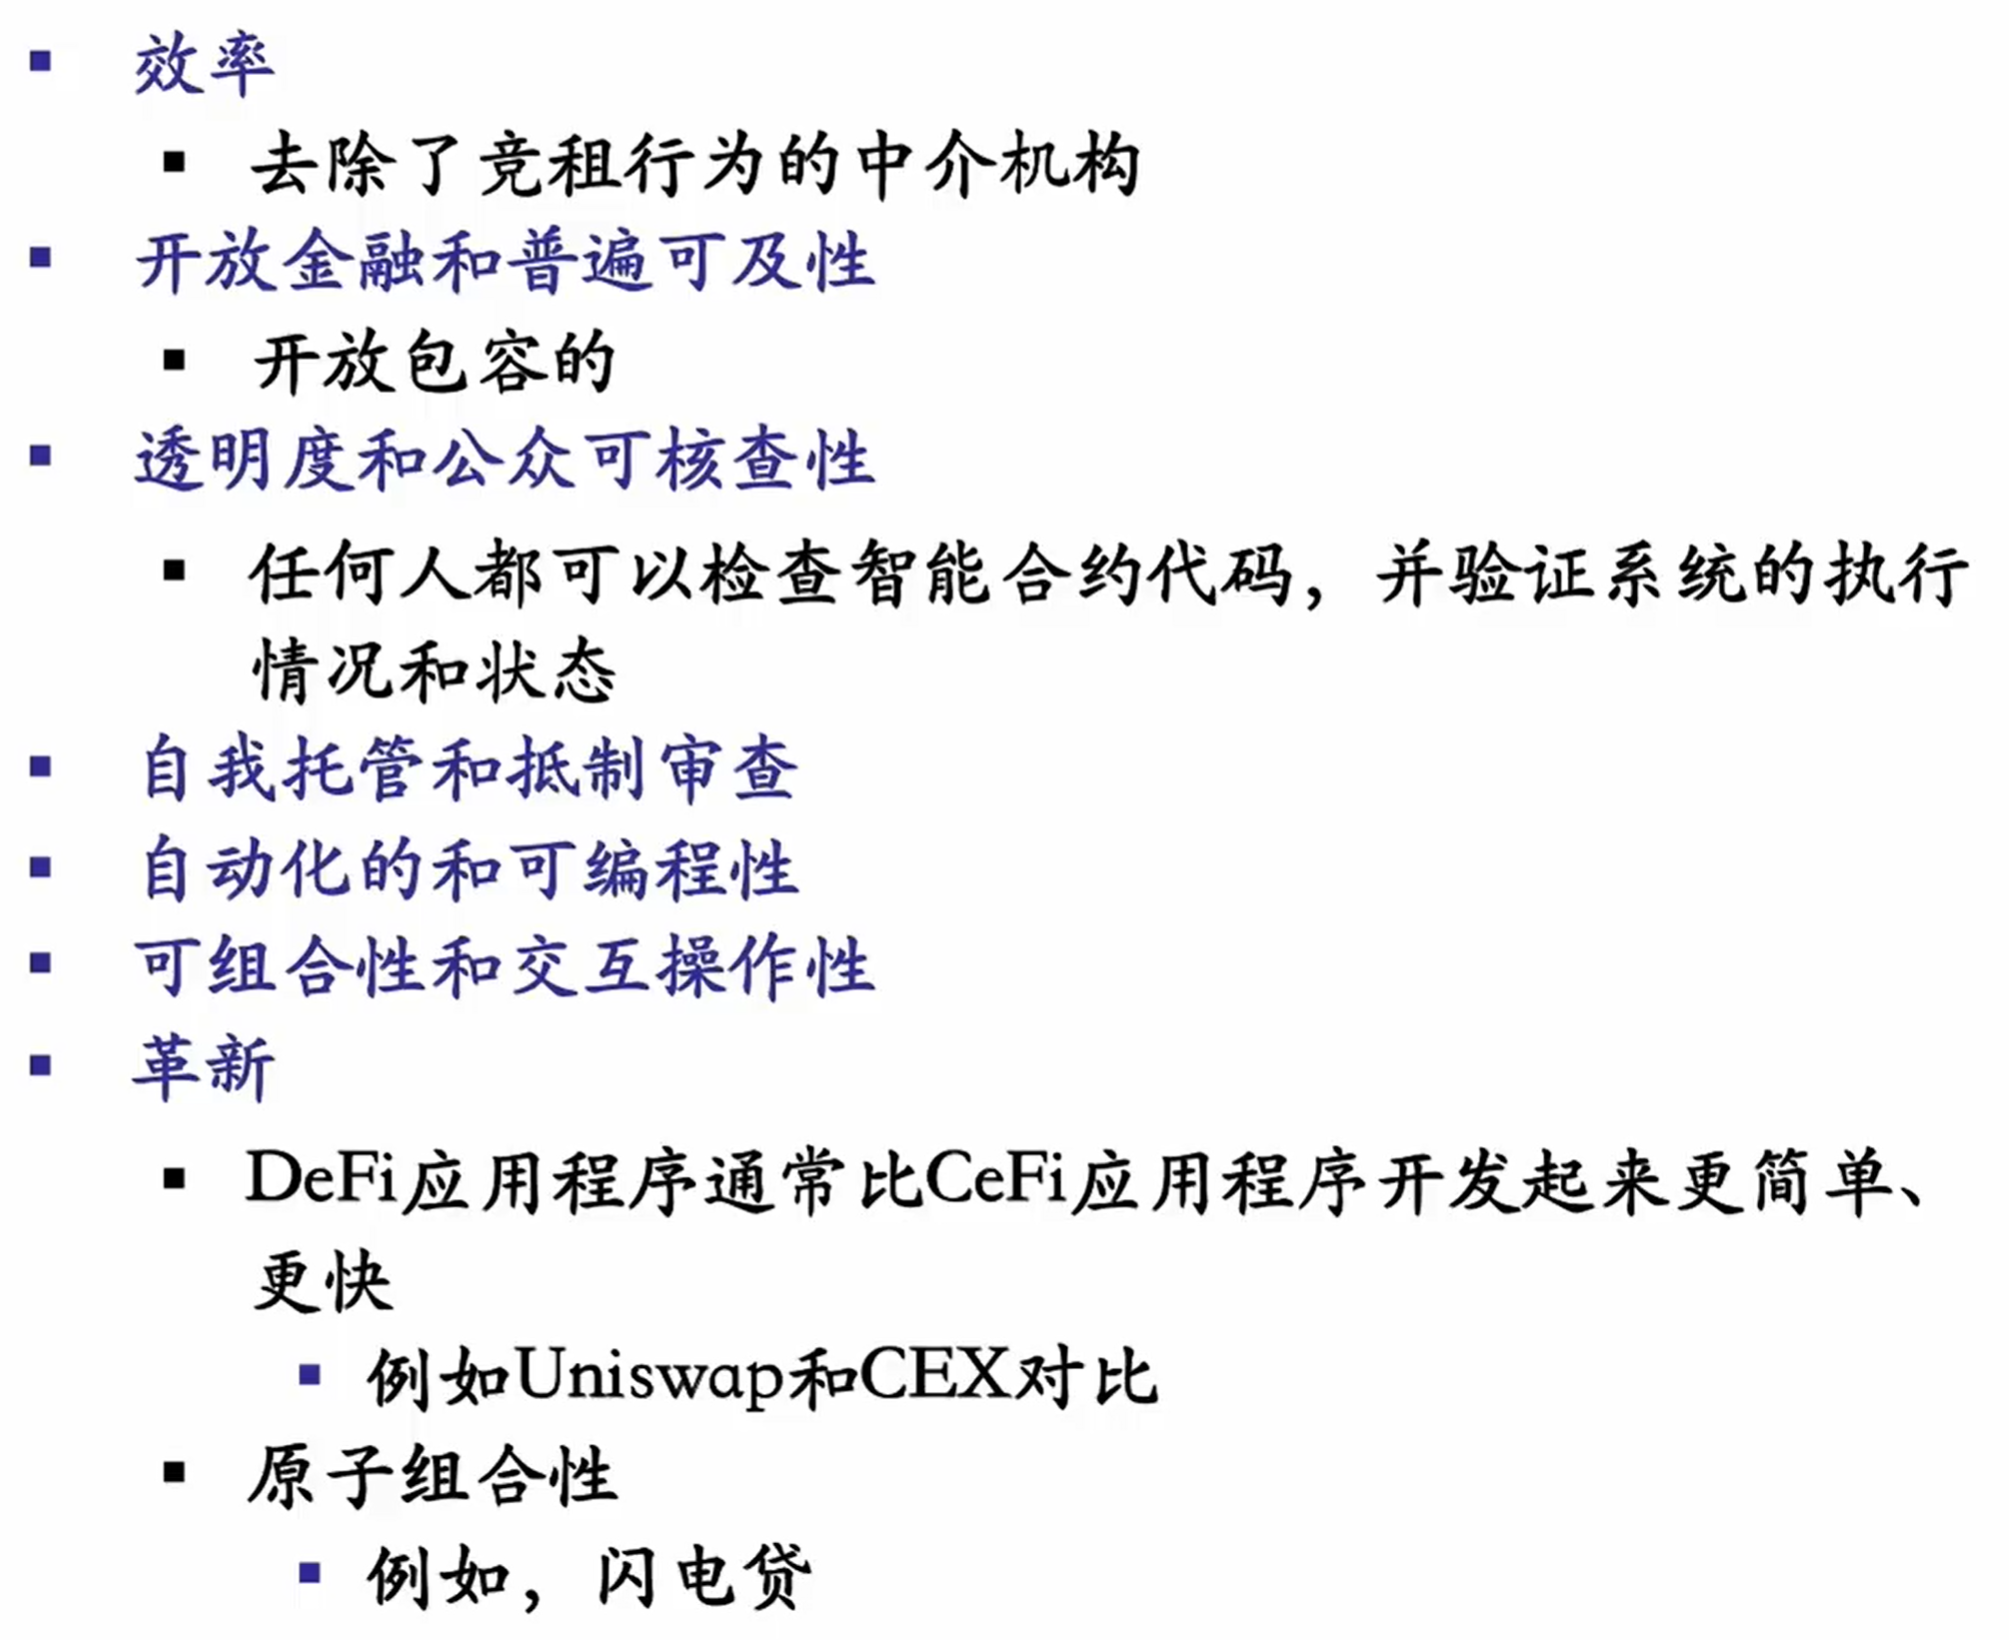 效率
去除了竞租行为的中介机构
开放金融和普遍可及性
开放包容的
透明度和公众可核查性
任何人都可以检查智能合约代码，并验证系统的执行
情况和状态
自我托管和抵制审查
自动化的和可编程性
可组合性和交互操作性
革新
DeFi应用程序通常比CeFi应用程序开发起来更简单、
更快
例如Uniswap和CEX对比
原子组合性
例如，闪电贷